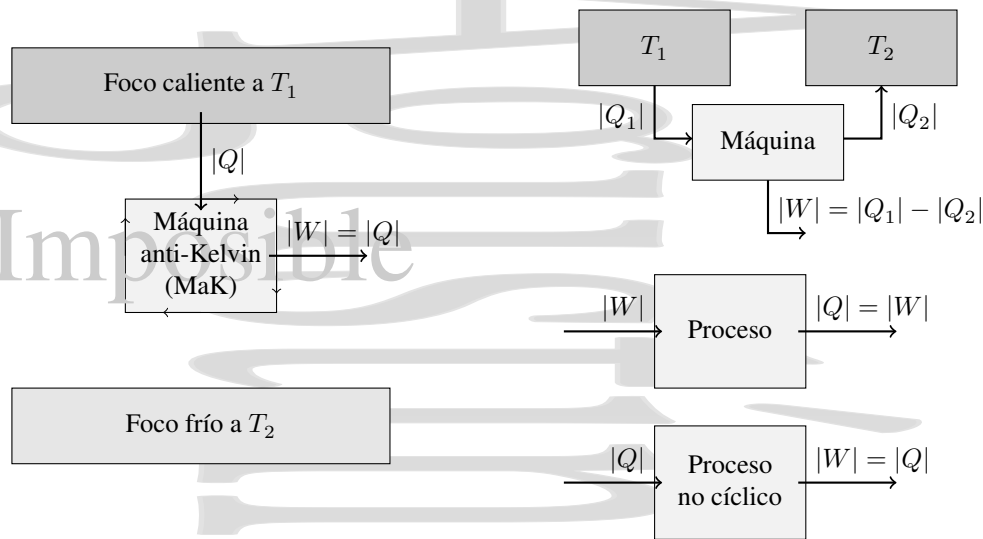 Foco caliente a T₁
|Q|
Máquina
anti-Kelvin
(MaK)
|W| = |Q|
Imposible
Foco frío a T₂
T₁
T₂
|Q₁|
Máquina
|Q₂|
|W| = |Q₁| − |Q₂|
|W|
Proceso
|Q| = |W|
|Q|
Proceso
no cíclico
|W| = |Q|